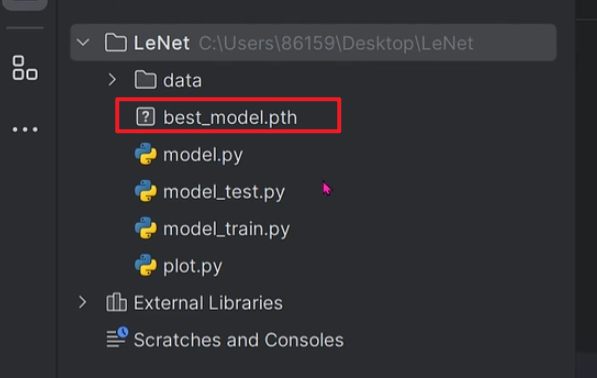 LeNet C:\Users\86159\Desktop\LeNet
data
best_model.pth
model.py
model_test.py
model_train.py
plot.py
External Libraries
Scratches and Consoles